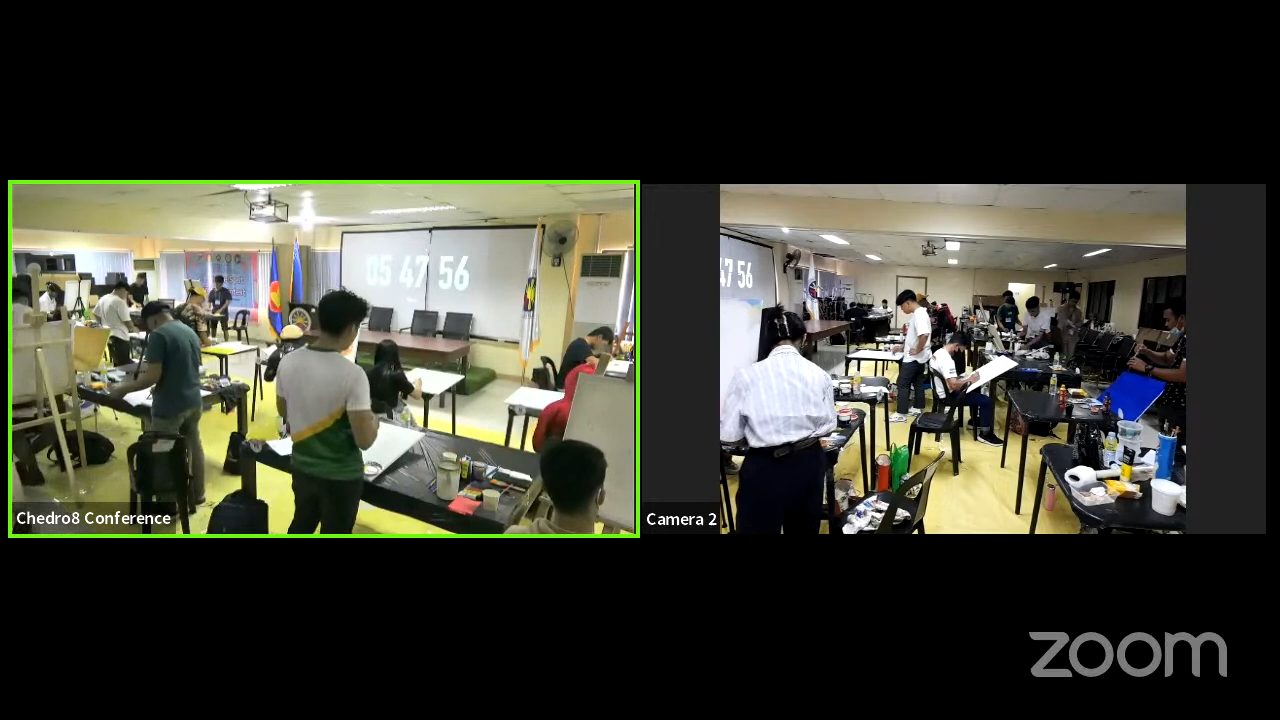 05 47 56
47 56
Chedro8 Conference
Camera 2
zoom